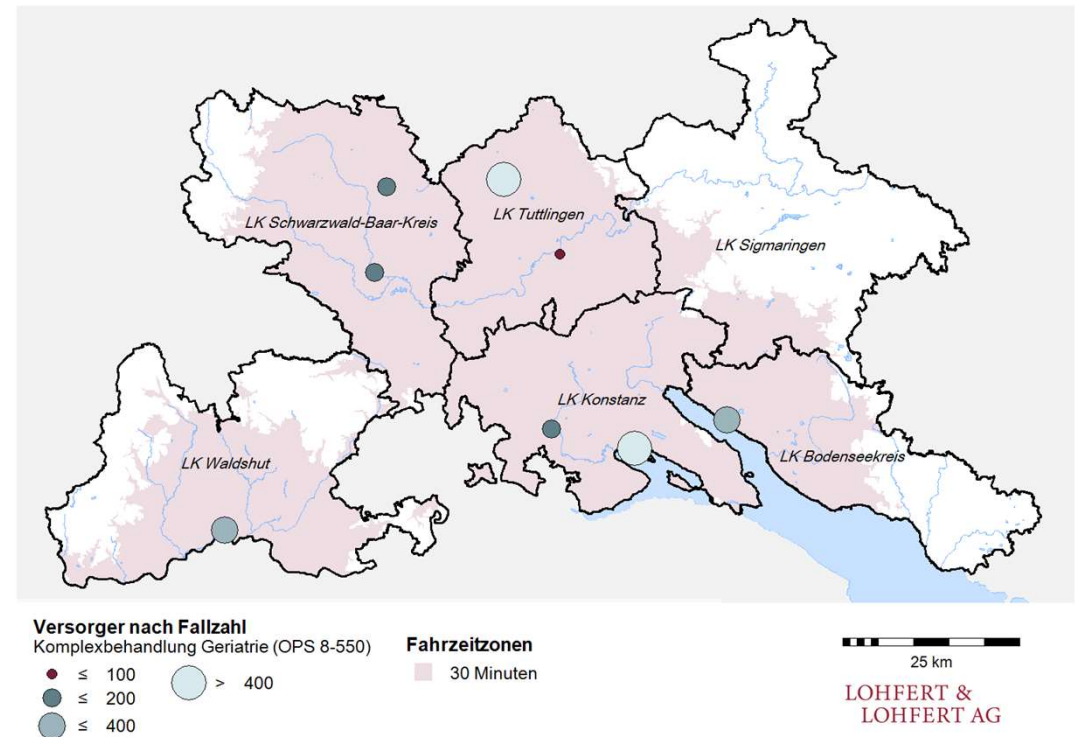 LK Schwarzwald-Baar-Kreis
LK Tuttlingen
LK Sigmaringen
LK Konstanz
LK Waldshut
LK Bodenseekreis
Versorger nach Fallzahl
Komplexbehandlung Geriatrie (OPS 8-550)
≤ 100
≤ 200
≤ 400
> 400
Fahrzeitzonen
30 Minuten
25 km
LOHFERT &
LOHFERT AG